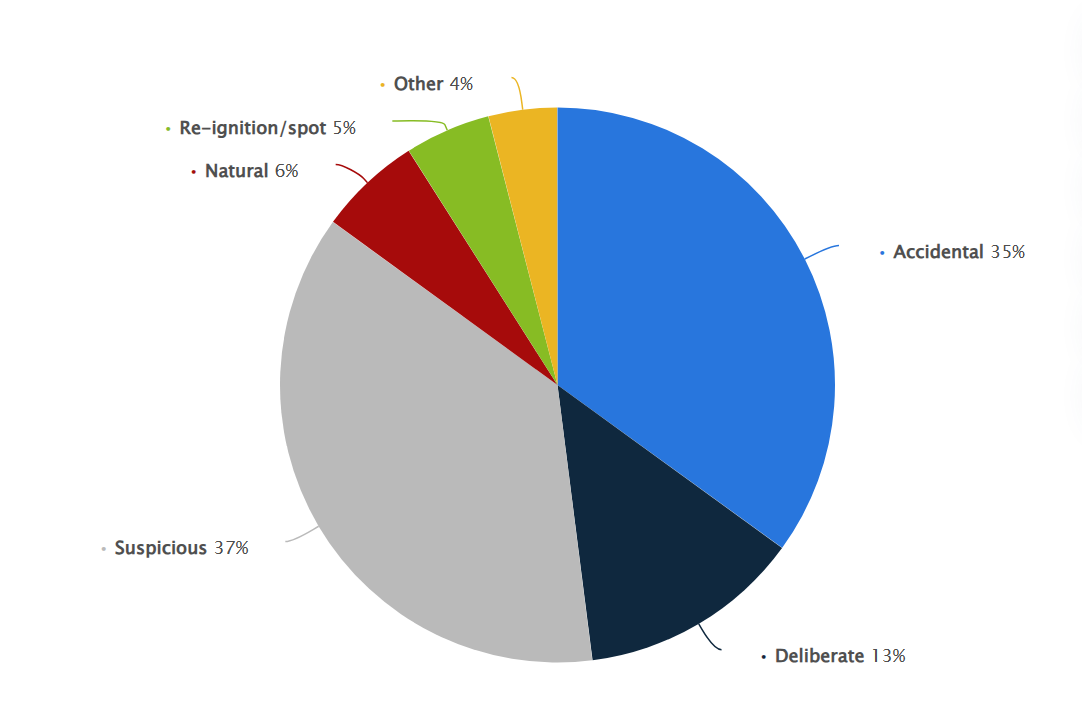 Other 4%
Re-ignition/spot 5%
Natural 6%
Accidental 35%
Suspicious 37%
Deliberate 13%